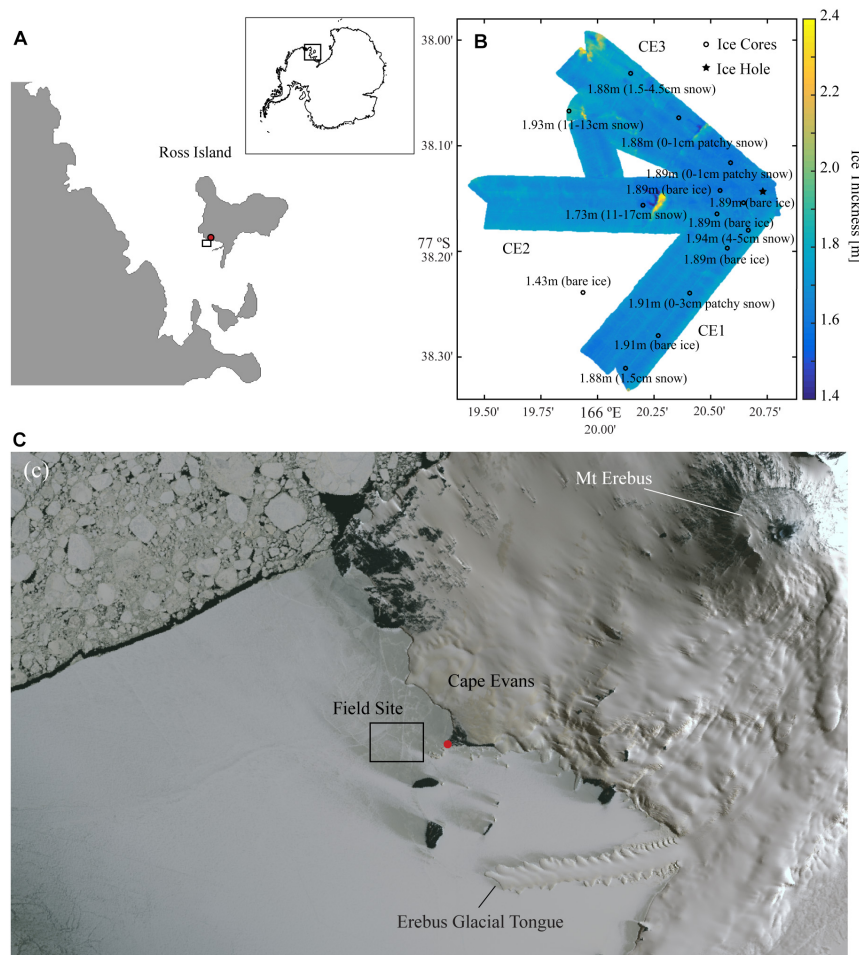 A
Ross Island
B
CE3
Ice Cores
Ice Hole
1.88m (1.5-4.5cm snow)
1.93m (11-13cm snow)
1.88m (0-1cm patchy snow)
1.89m (0-1cm patchy snow)
1.89m (bare ice)
1.89m (bare ice)
1.73m (11-17cm snow)
1.89m (bare ice)
1.94m (4-5cm snow)
CE2
1.89m (bare ice)
1.43m (bare ice)
1.91m (0-3cm patchy snow)
CE1
1.91m (bare ice)
1.88m (1.5cm snow)
38.00'
38.10'
77 °S
38.20'
38.30'
19.50'
19.75'
166 °E
20.00'
20.25'
20.50'
20.75'
2.4
2.2
2.0
1.8
1.6
1.4
Ice Thickness [m]
C
(c)
Mt Erebus
Cape Evans
Field Site
Erebus Glacial Tongue